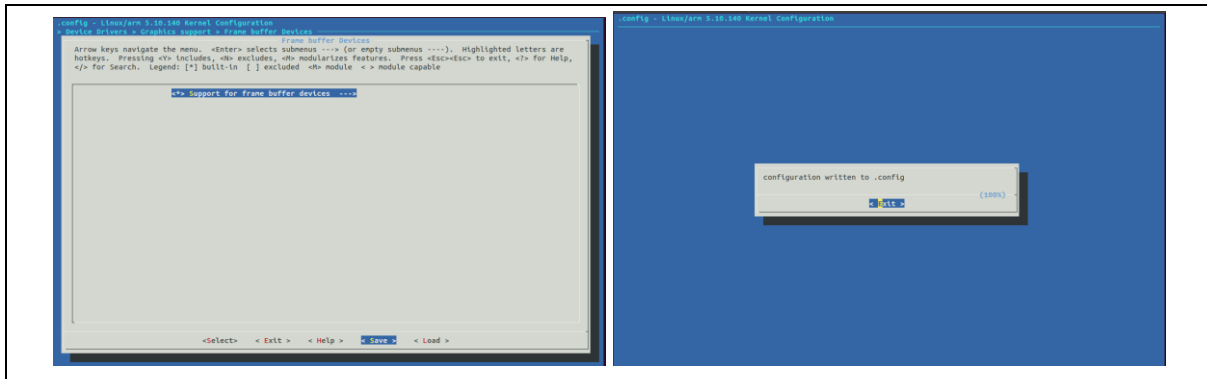 .config - Linux/arm 5.10.140 Kernel Configuration
> Device Drivers > Graphics support > Frame buffer Devices
Frame buffer Devices
Arrow keys navigate the menu. <Enter> selects submenus ---> (or empty submenus ----). Highlighted letters are
hotkeys. Pressing <Y> includes, <N> excludes, <M> modularizes features. Press <Esc><Esc> to exit, <?> for Help,
</> for Search. Legend: [*] built-in [ ] excluded <M> module < > module capable
<*> Support for frame buffer devices --->
<Select> < Exit > < Help > < Save > < Load >
.config - Linux/arm 5.10.140 Kernel Configuration
configuration written to .config
(100%)
< Exit >